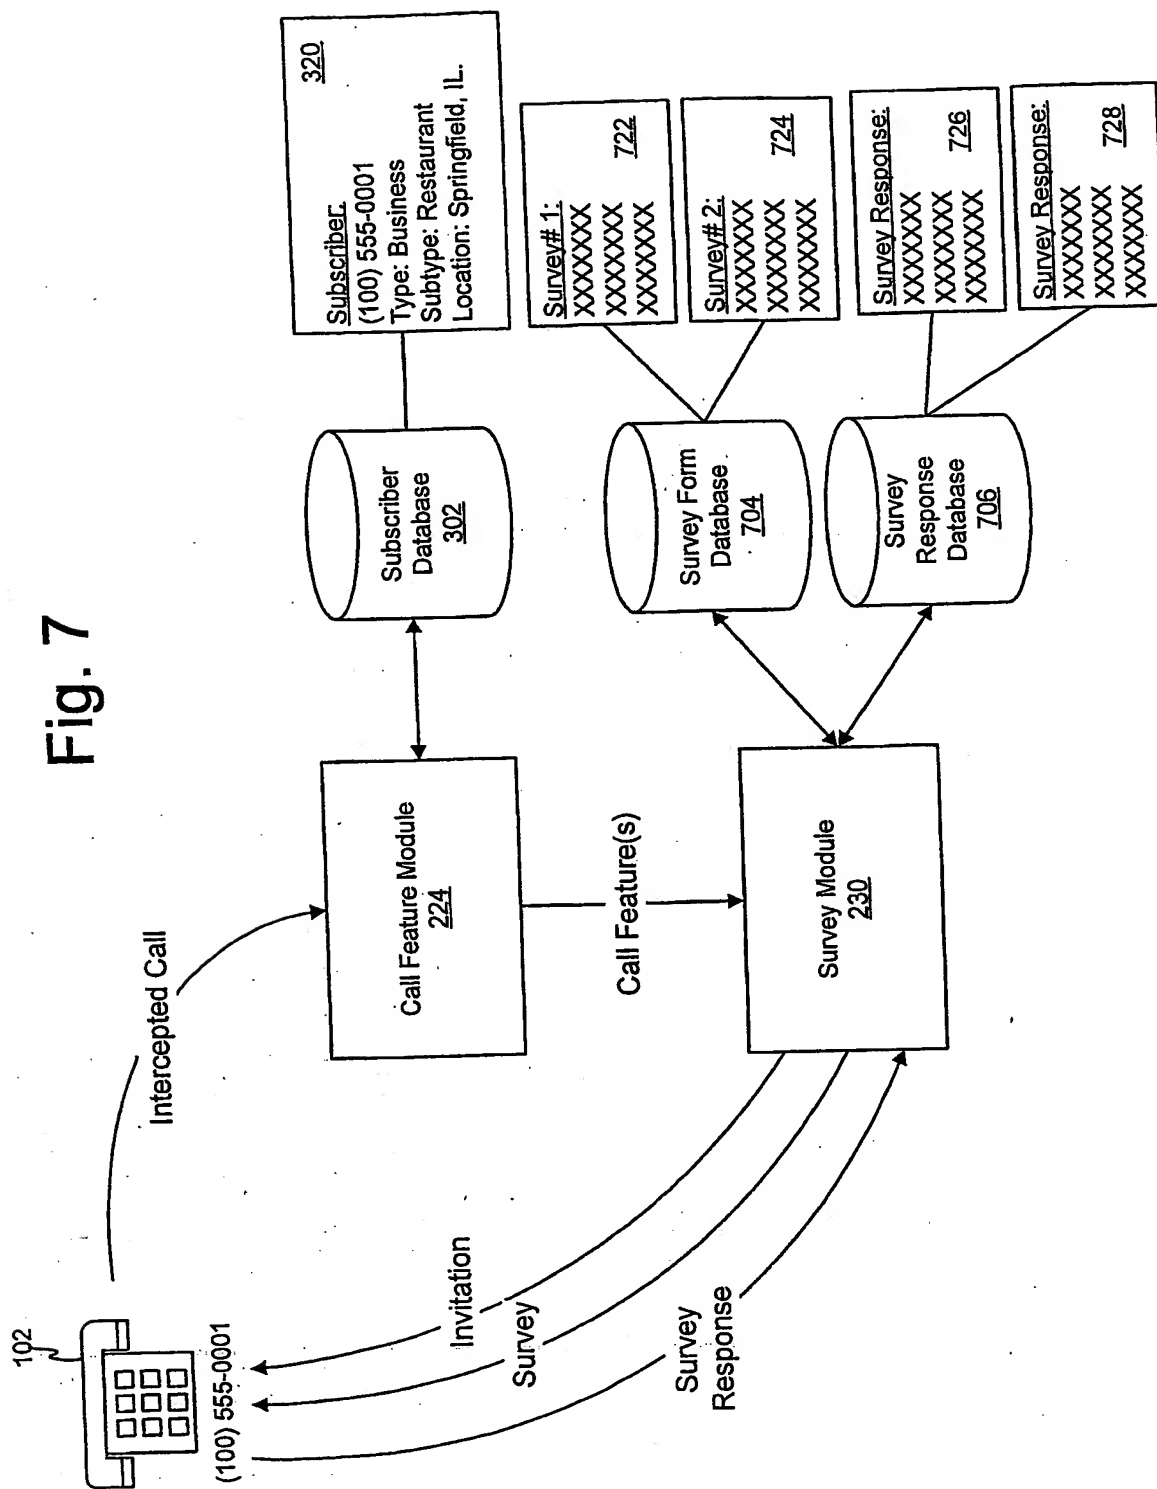 Fig. 7
102
(100) 555-0001
Intercepted Call
Invitation
Survey
Survey
Response
Call Feature Module
224
Call Feature(s)
Survey Module
230
Subscriber
Database
302
Survey Form
Database
704
Survey
Response
Database
706
Subscriber:
320
(100) 555-0001
Type: Business
Subtype: Restaurant
Location: Springfield, IL.
Survey# 1:
XXXXXXX
XXXXXXX 722
XXXXXXX
Survey# 2:
XXXXXXX
XXXXXXX 724
XXXXXXX
Survey Response:
XXXXXXX
XXXXXXX 726
XXXXXXX
Survey Response:
XXXXXXX
XXXXXXX 728
XXXXXXX